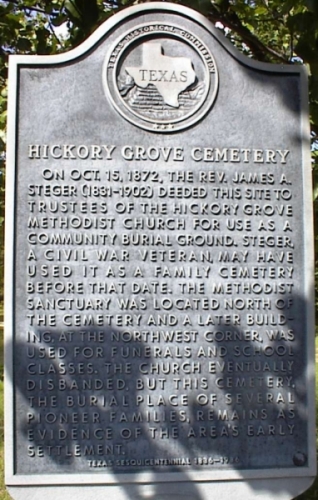 TEXAS HISTORICAL COMMISSION
TEXAS
HICKORY GROVE CEMETERY
ON OCT. 15, 1872, THE REV. JAMES A.
STEGER (1831-1902) DEEDED THIS SITE TO
TRUSTEES OF THE HICKORY GROVE
METHODIST CHURCH FOR USE AS A
COMMUNITY BURIAL GROUND. STEGER,
A CIVIL WAR VETERAN, MAY HAVE
USED IT AS A FAMILY CEMETERY
BEFORE THAT DATE. THE METHODIST
SANCTUARY WAS LOCATED NORTH OF
THE CEMETERY AND A LATER BUILD-
ING, AT THE NORTHWEST CORNER, WAS
USED FOR FUNERALS AND SCHOOL
CLASSES. THE CHURCH EVENTUALLY
DISBANDED, BUT THIS CEMETERY,
THE BURIAL PLACE OF SEVERAL
PIONEER FAMILIES, REMAINS AS
EVIDENCE OF THE AREA'S EARLY
SETTLEMENT.
TEXAS SESQUICENTENNIAL 1836-